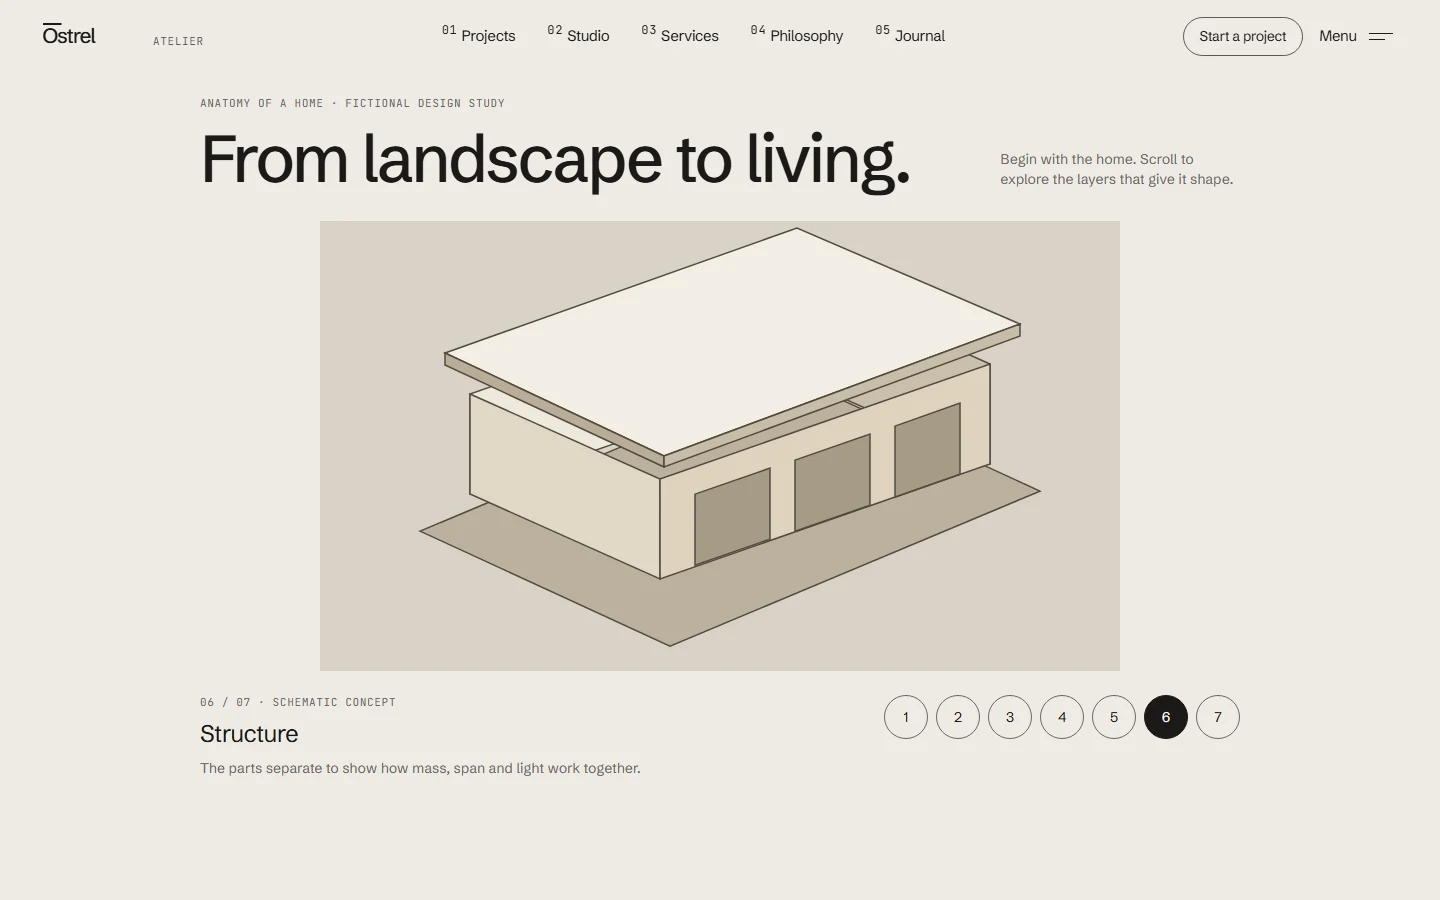 Ōstrel
ATELIER
01 Projects
02 Studio
03 Services
04 Philosophy
05 Journal
Start a project
Menu
ANATOMY OF A HOME · FICTIONAL DESIGN STUDY
From landscape to living.
Begin with the home. Scroll to
explore the layers that give it shape.
06 / 07 · SCHEMATIC CONCEPT
Structure
The parts separate to show how mass, span and light work together.
1 2 3 4 5 6 7